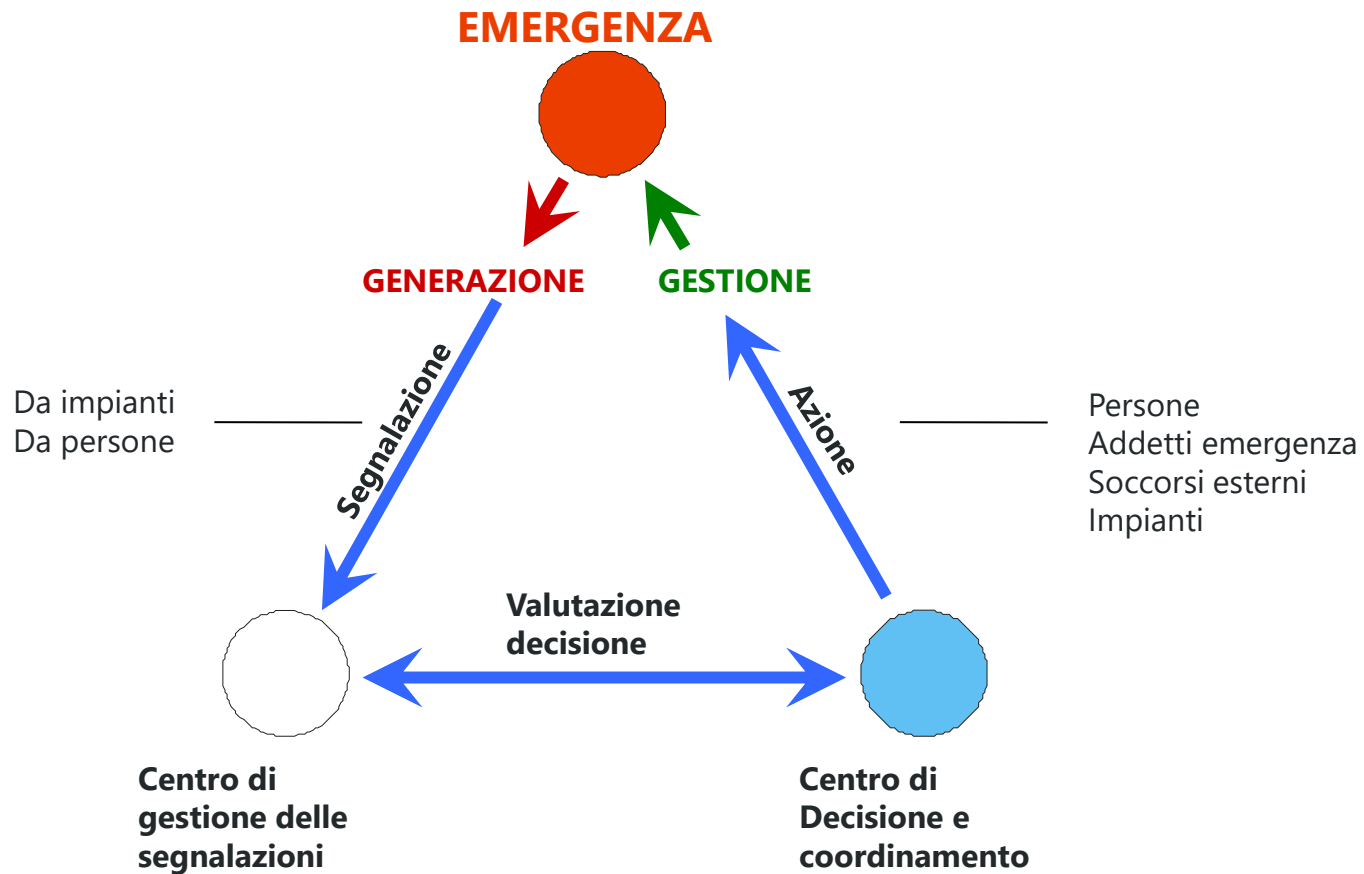 EMERGENZA
GENERAZIONE
GESTIONE
Segnalazione
Azione
Da impianti
Da persone
Persone
Addetti emergenza
Soccorsi esterni
Impianti
Valutazione
decisione
Centro di
gestione delle
segnalazioni
Centro di
Decisione e
coordinamento